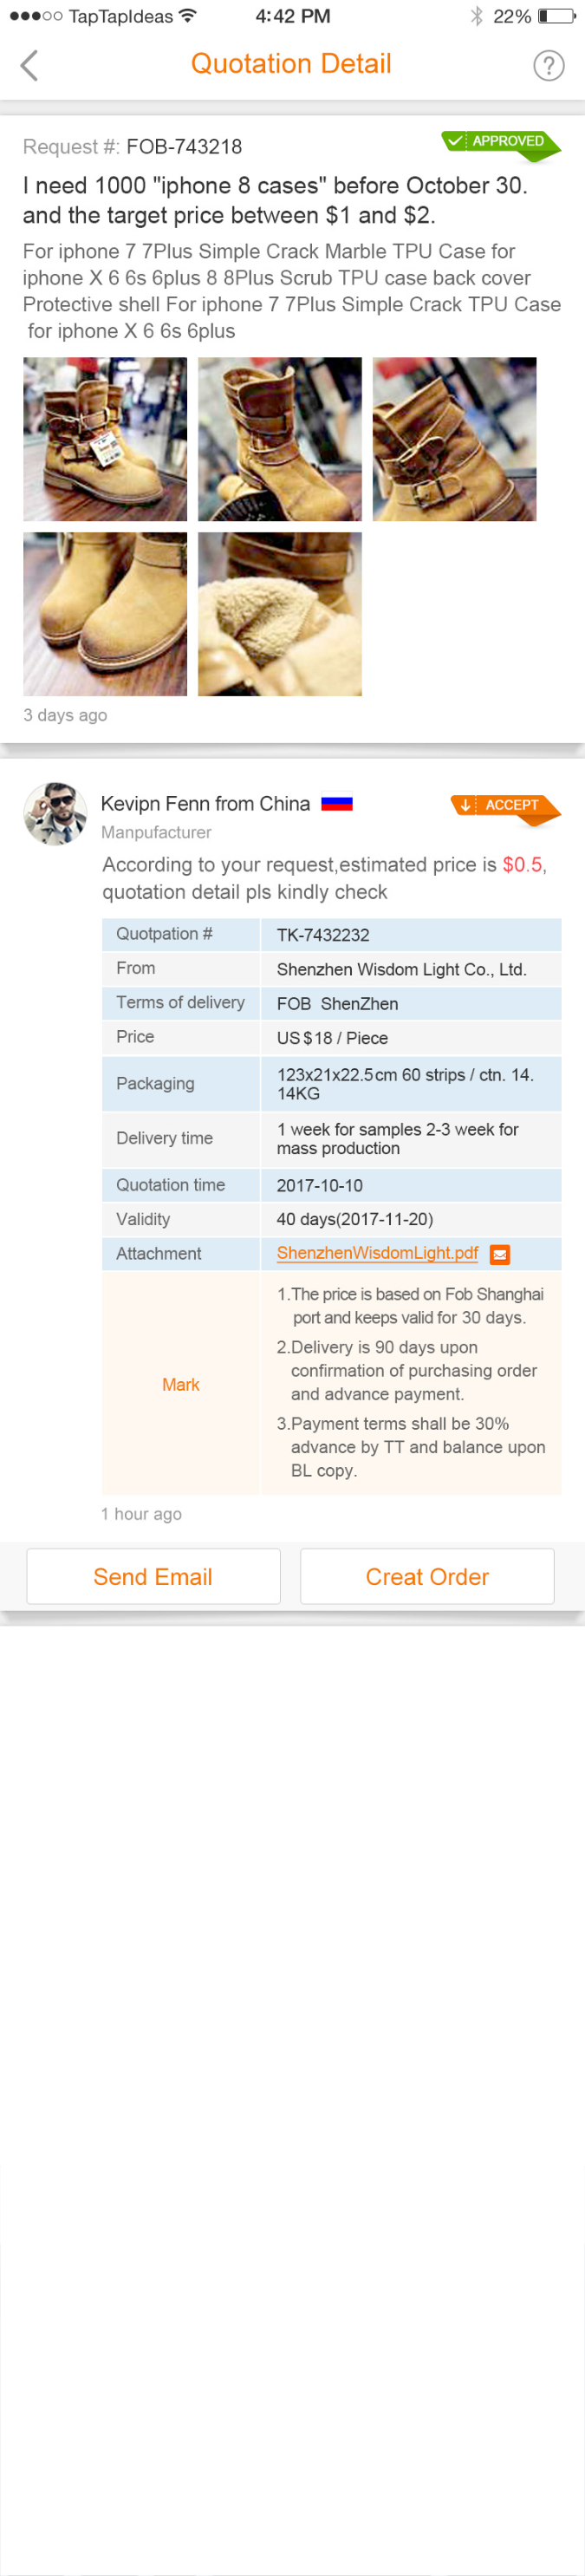 TapTapIdeas 4:42 PM 22%
Quotation Detail ?
Request #: FOB-743218 APPROVED
I need 1000 "iphone 8 cases" before October 30.
and the target price between $1 and $2.
For iphone 7 7Plus Simple Crack Marble TPU Case for
iphone X 6 6s 6plus 8 8Plus Scrub TPU case back cover
Protective shell For iphone 7 7Plus Simple Crack TPU Case
for iphone X 6 6s 6plus
3 days ago
Kevipn Fenn from China ACCEPT
Manpufacturer
According to your request,estimated price is $0.5,
quotation detail pls kindly check
Quotpation # TK-7432232
From Shenzhen Wisdom Light Co., Ltd.
Terms of delivery FOB ShenZhen
Price US$18 / Piece
Packaging 123x21x22.5cm 60 strips / ctn. 14.
14KG
Delivery time 1 week for samples 2-3 week for
mass production
Quotation time 2017-10-10
Validity 40 days(2017-11-20)
Attachment ShenzhenWisdomLight.pdf
Mark
1.The price is based on Fob Shanghai
port and keeps valid for 30 days.
2.Delivery is 90 days upon
confirmation of purchasing order
and advance payment.
3.Payment terms shall be 30%
advance by TT and balance upon
BL copy.
1 hour ago
Send Email Creat Order